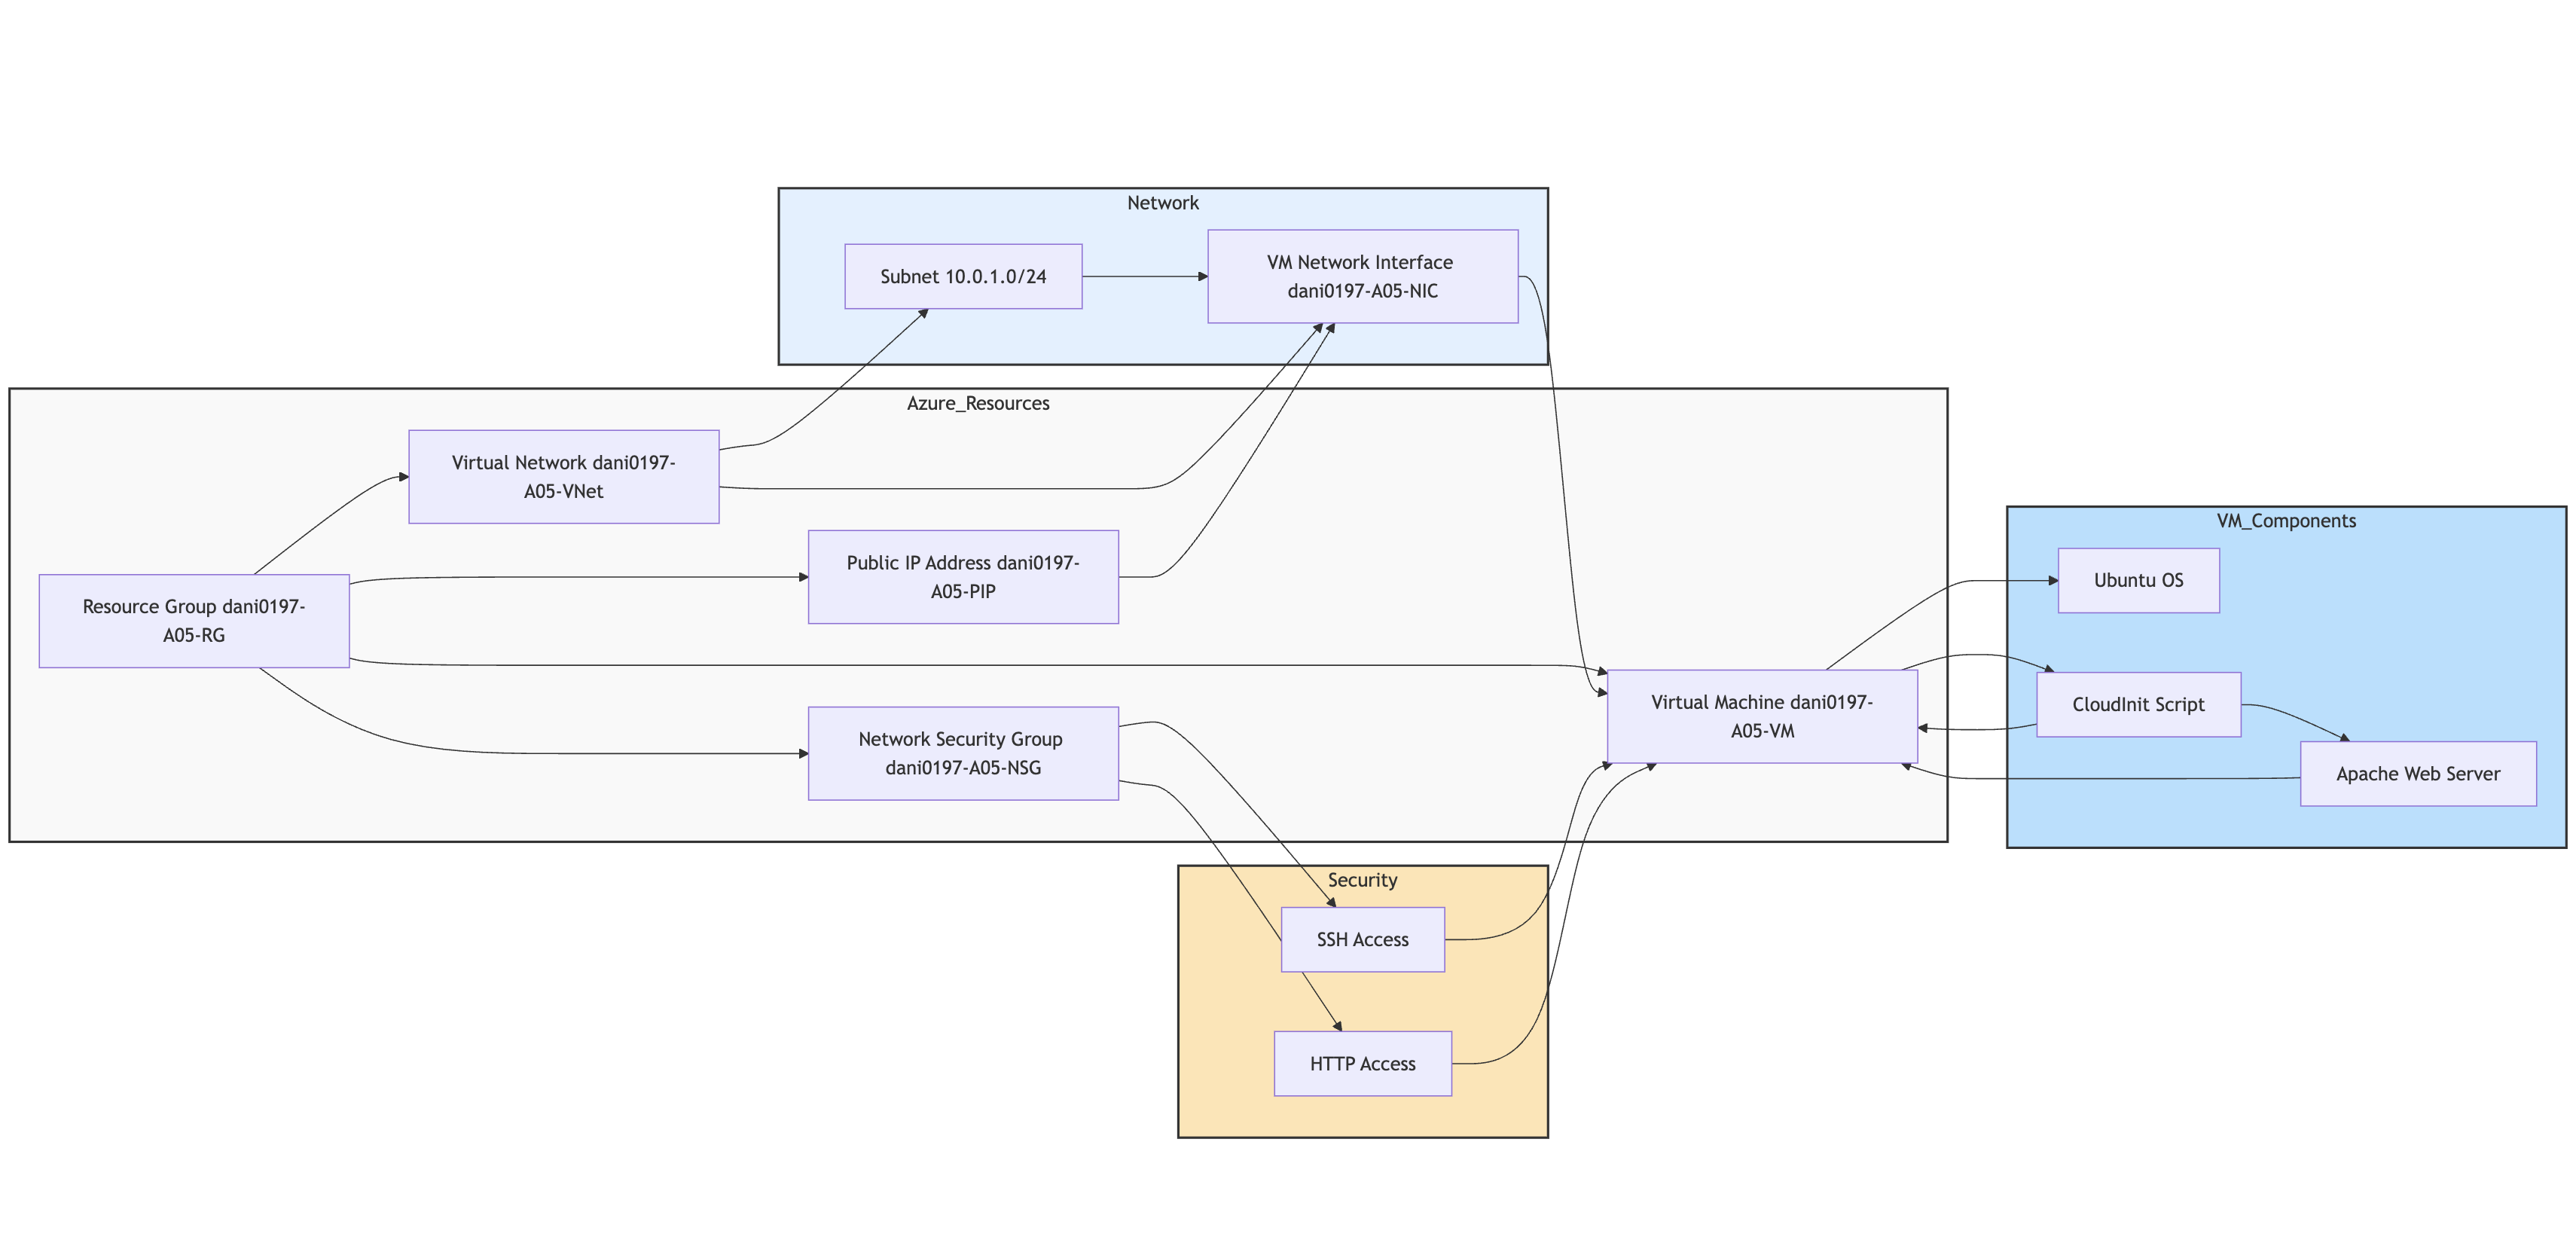 Network
Subnet 10.0.1.0/24
VM Network Interface
dani0197-A05-NIC
Azure_Resources
Virtual Network dani0197-
A05-VNet
Public IP Address dani0197-
A05-PIP
Resource Group dani0197-
A05-RG
Network Security Group
dani0197-A05-NSG
Virtual Machine dani0197-
A05-VM
VM_Components
Ubuntu OS
CloudInit Script
Apache Web Server
Security
SSH Access
HTTP Access